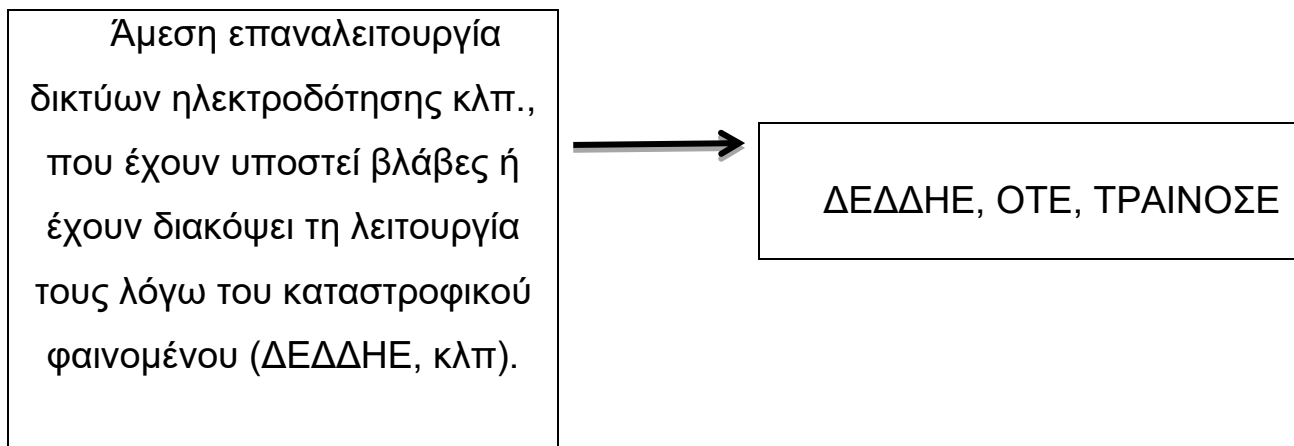 Άμεση επαναλειτουργία
δικτύων ηλεκτροδότησης κλπ.,
που έχουν υποστεί βλάβες ή
έχουν διακόψει τη λειτουργία
τους λόγω του καταστροφικού
φαινομένου (ΔΕΔΔΗΕ, κλπ).
ΔΕΔΔΗΕ, ΟΤΕ, ΤΡΑΙΝΟΣΕ